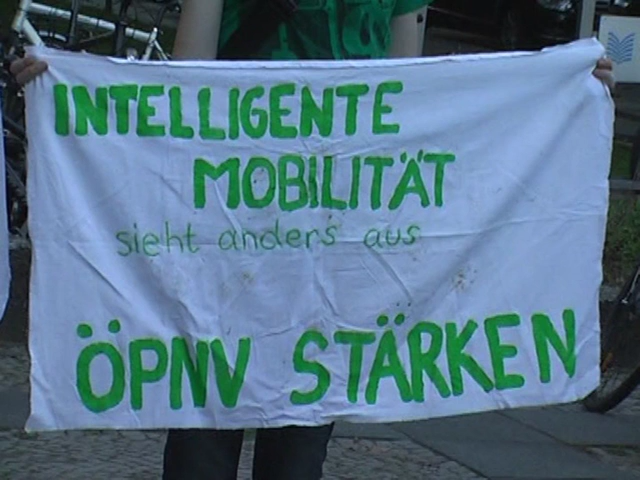 INTELLIGENTE
MOBILITÄT
sieht anders aus
ÖPNV STÄRKEN